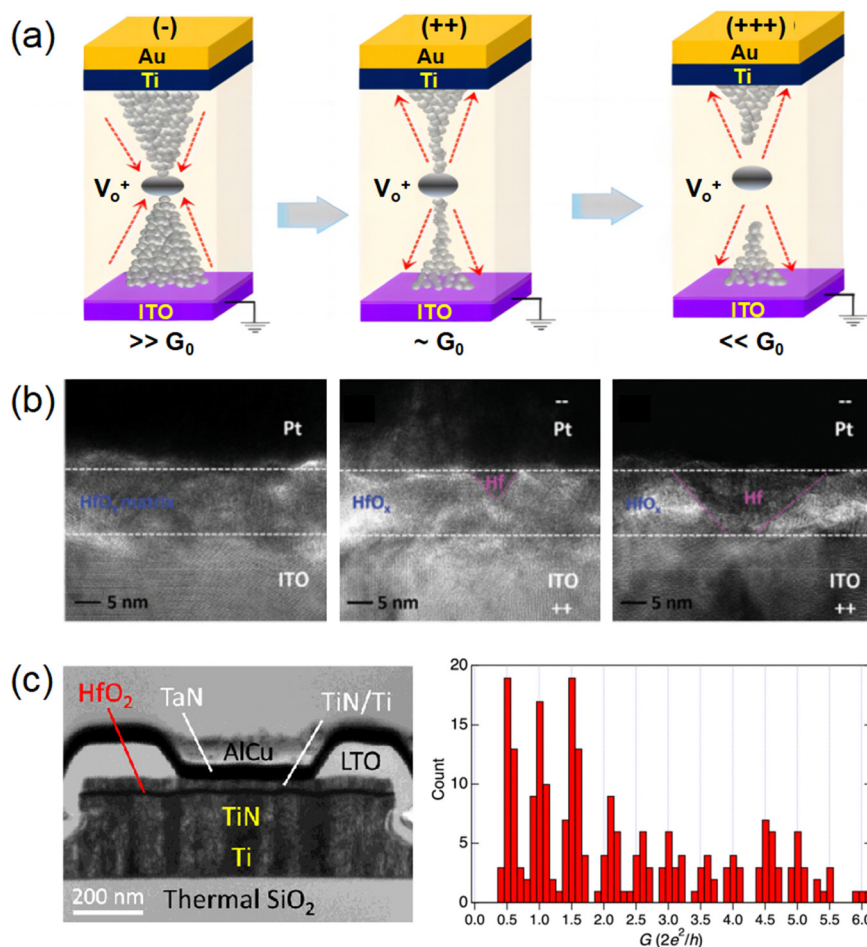 (a)
(-)
Au
Ti
Vo+
ITO
>> G0
(++)
Au
Ti
Vo+
ITO
~ G0
(+++)
Au
Ti
Vo+
ITO
<< G0
(b)
Pt
HfOx matrix
ITO
5 nm
--
Pt
Hf
HfOx
ITO
++
5 nm
--
Pt
Hf
HfOx
ITO
++
5 nm
(c)
HfO2
TaN
TiN/Ti
AlCu
LTO
TiN
Ti
200 nm
Thermal SiO2
20
15
10
5
0
Count
0.0 0.5 1.0 1.5 2.0 2.5 3.0 3.5 4.0 4.5 5.0 5.5 6.0
G (2e²/h)